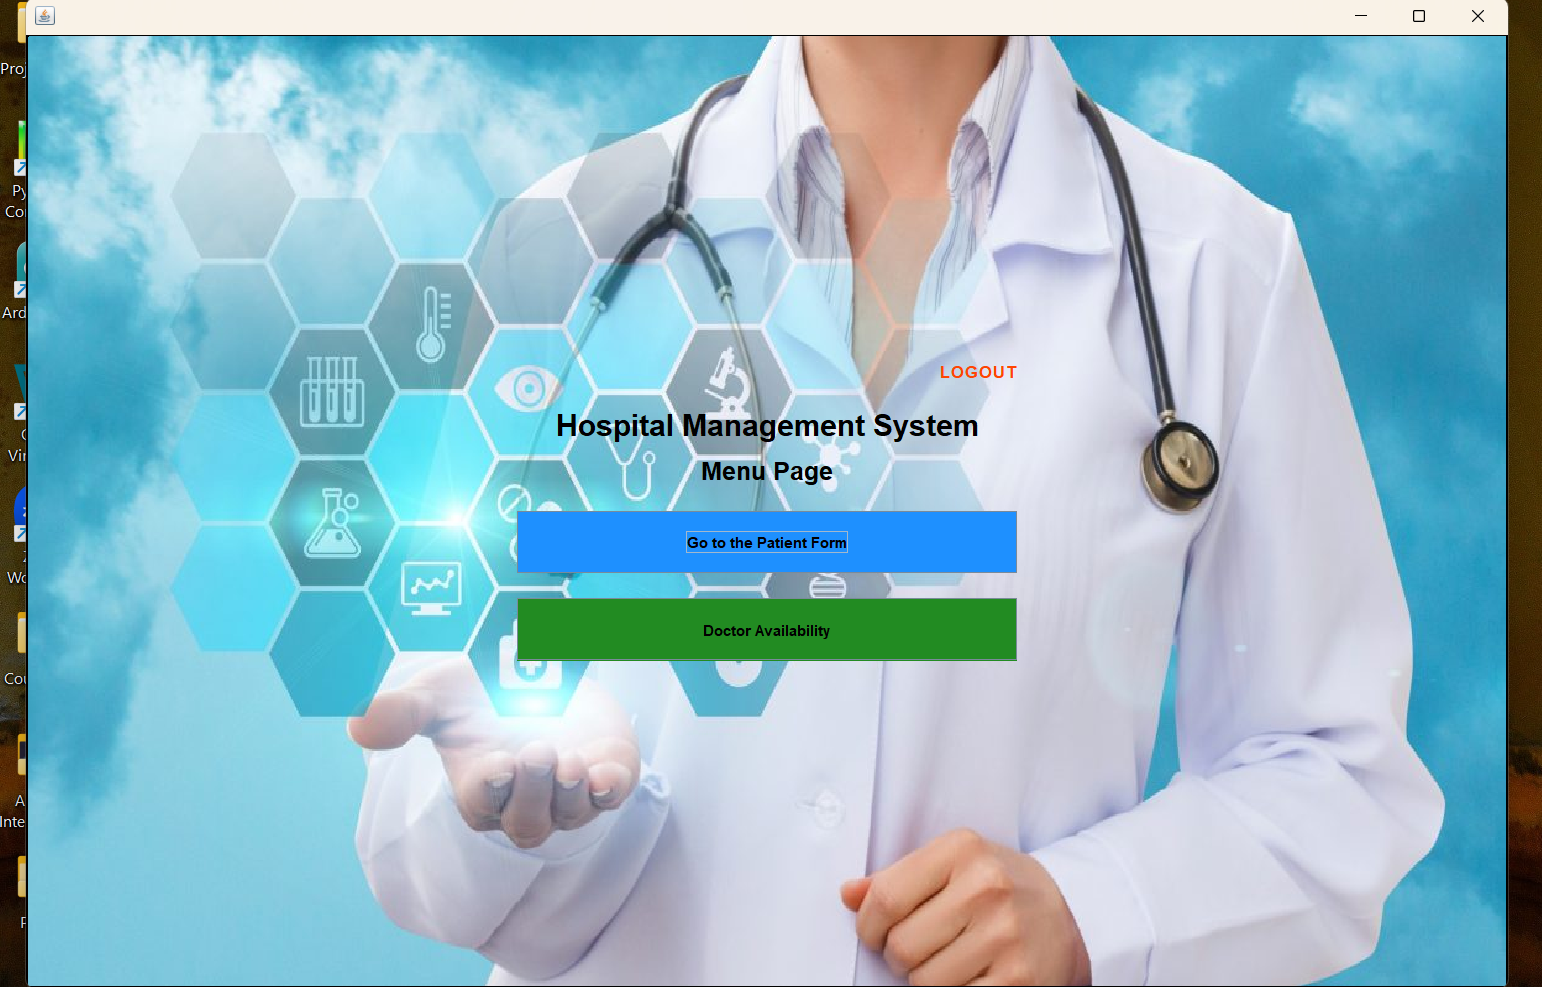 LOGOUT
Hospital Management System
Menu Page
Go to the Patient Form
Doctor Availability